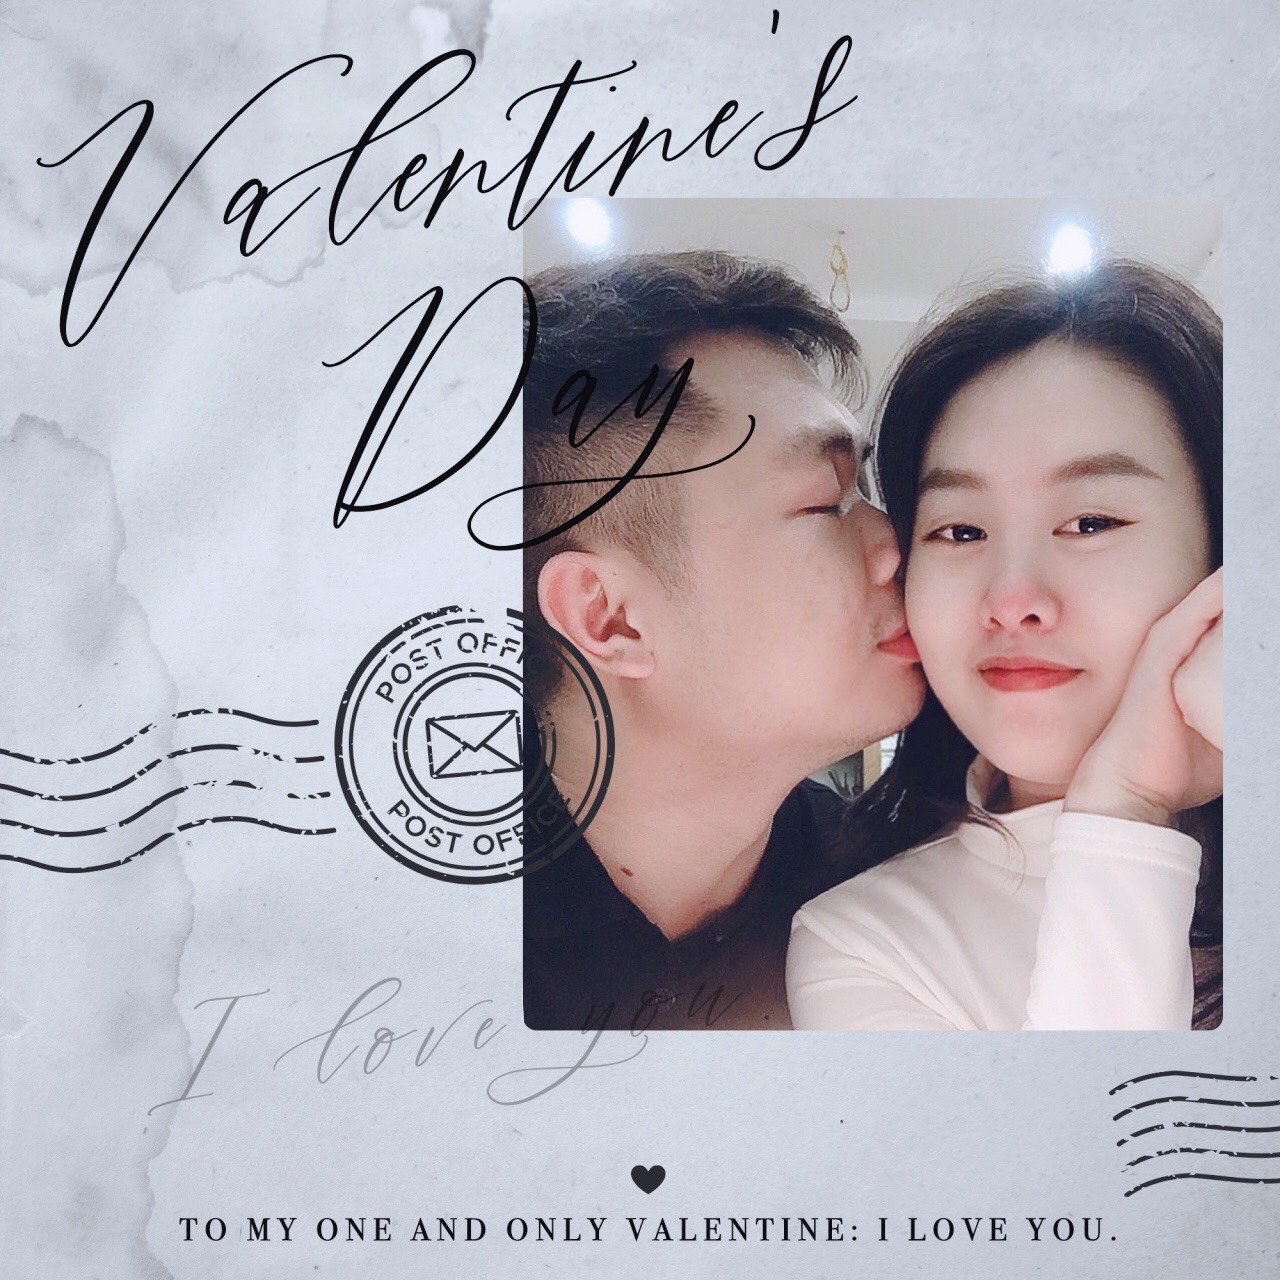 Valentine's
Day
POST OFFICE
POST OFFICE
I love you.
TO MY ONE AND ONLY VALENTINE: I LOVE YOU.